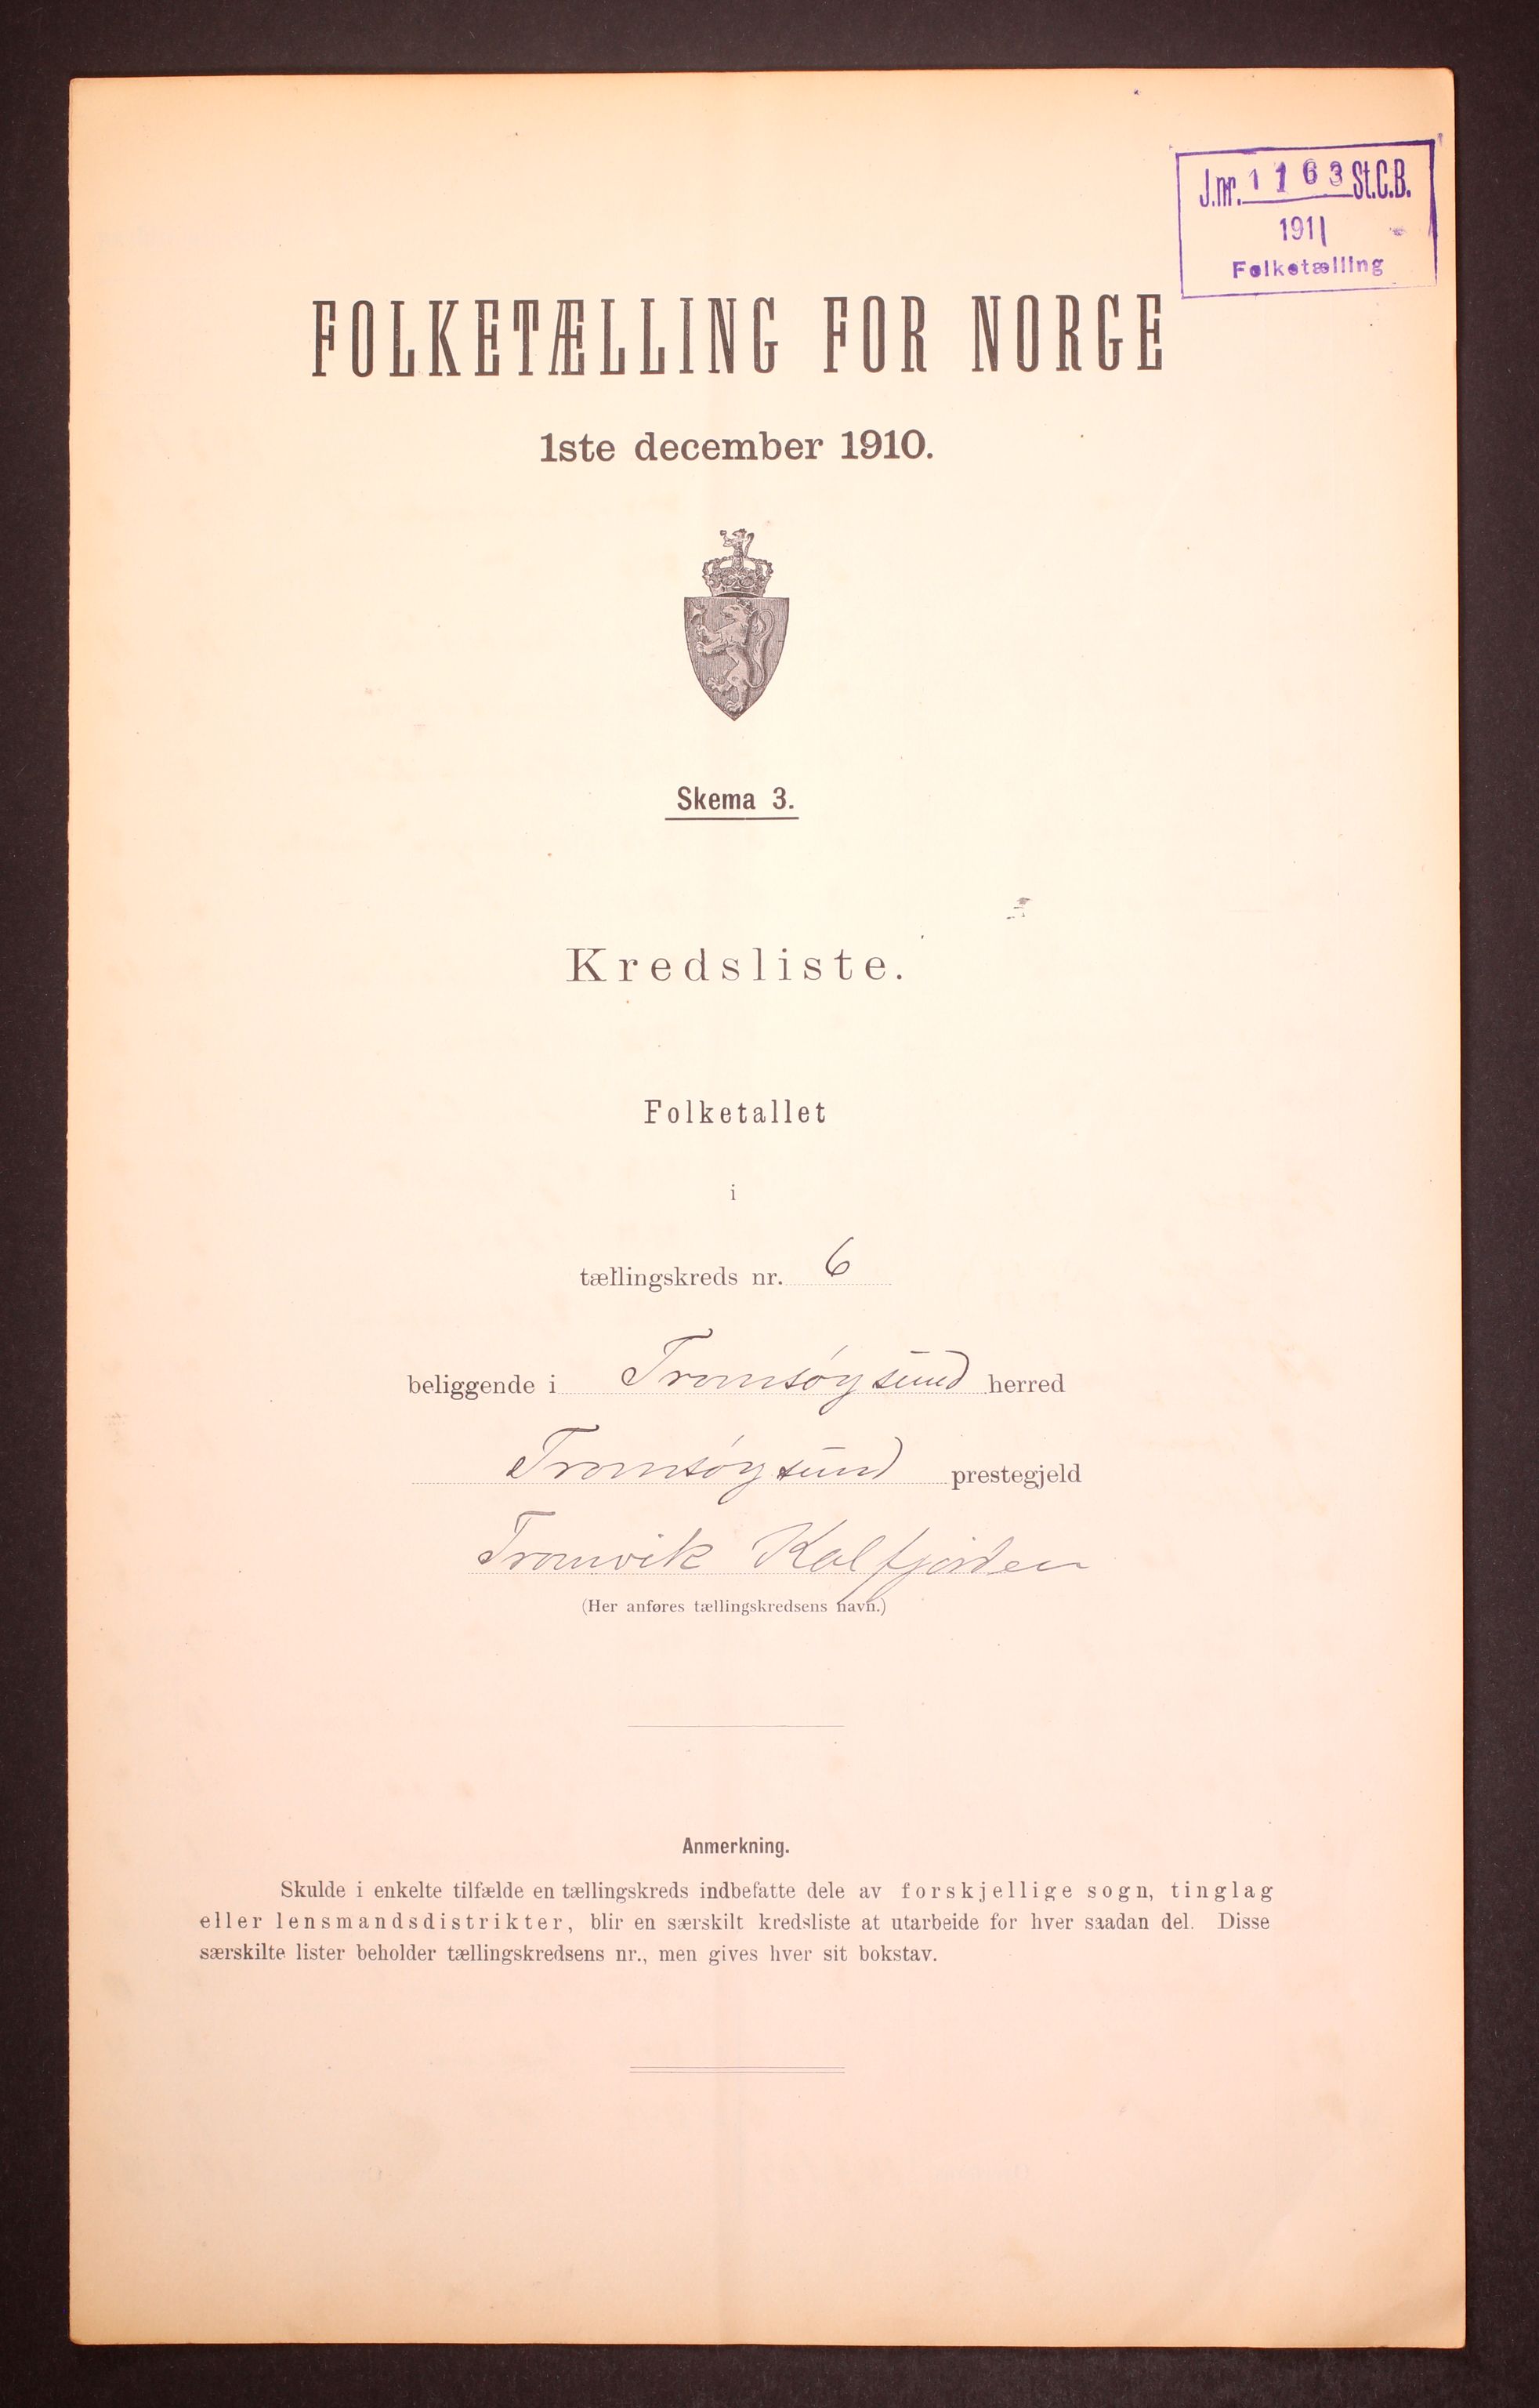 J.nr. 1163 St.C.B.
1911
Folketælling
FOLKETÆLLING FOR NORGE
1ste december 1910.
Skema 3.
Kredsliste.
Folketallet
i
tællingskreds nr. 6
beliggende i Tromsøysund herred
Tromsøysund prestegjeld
Tromvik Kalfjorden
(Her anføres tællingskredsens navn.)
Anmerkning.
Skulde i enkelte tilfælde en tællingskreds indbefatte dele av forskjellige sogn, tinglag
eller lensmandsdistrikter, blir en særskilt kredsliste at utarbeide for hver saadan del. Disse
særskilte lister beholder tællingskredsens nr., men gives hver sit bokstav.